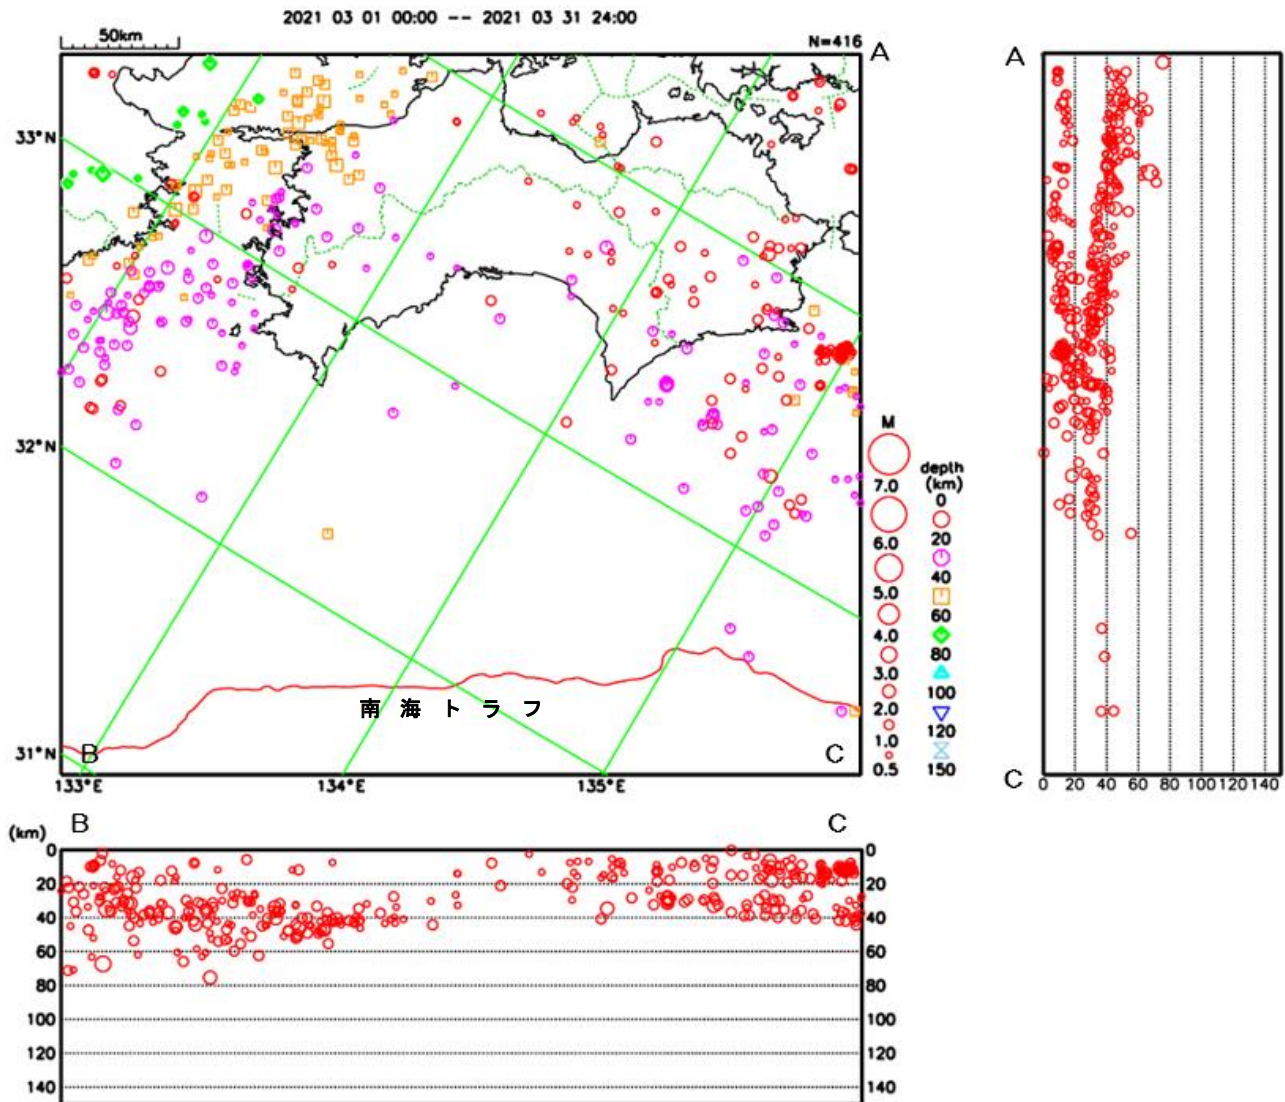 2021 03 01 00:00 -- 2021 03 31 24:00
50km
N=416
A
A
33°N
32°N
31°N
133°E
134°E
135°E
B
C
南海トラフ
M
7.0
6.0
5.0
4.0
3.0
2.0
1.0
0.5
depth
(km)
0
20
40
60
80
100
120
150
C
0 20 40 60 80 100 120 140
(km)
B
C
0
20
40
60
80
100
120
140
0
20
40
60
80
100
120
140